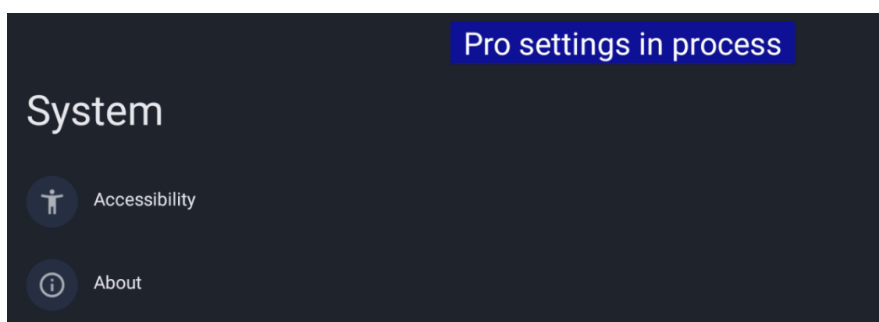 Pro settings in process
System
Accessibility
About